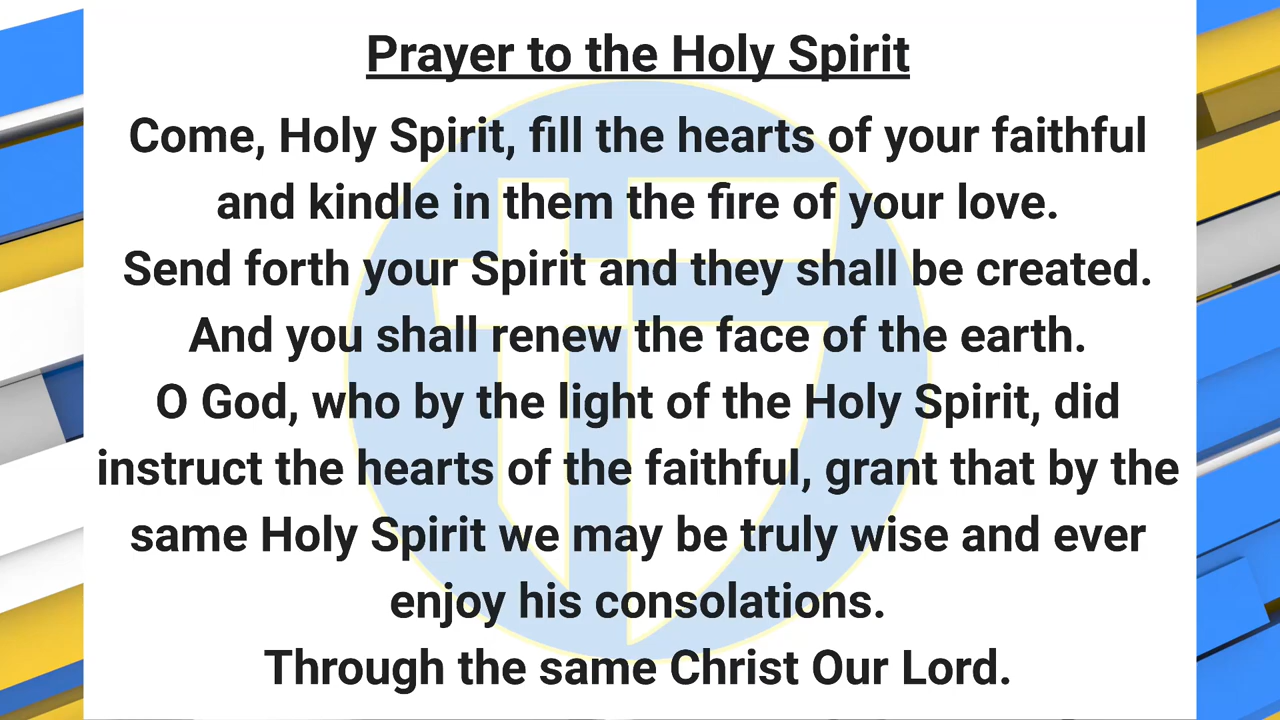 Prayer to the Holy Spirit
Come, Holy Spirit, fill the hearts of your faithful
and kindle in them the fire of your love.
Send forth your Spirit and they shall be created.
And you shall renew the face of the earth.
O God, who by the light of the Holy Spirit, did
instruct the hearts of the faithful, grant that by the
same Holy Spirit we may be truly wise and ever
enjoy his consolations.
Through the same Christ Our Lord.